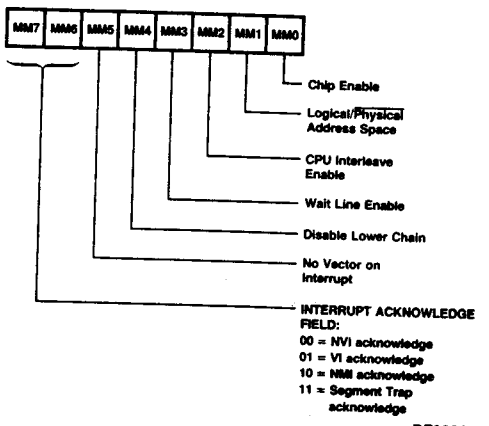 MM7 MM6 MM5 MM4 MM3 MM2 MM1 MM0
Chip Enable
Logical/Physical
Address Space
CPU Interleave
Enable
Wait Line Enable
Disable Lower Chain
No Vector on
Interrupt
INTERRUPT ACKNOWLEDGE
FIELD:
00 = NVI acknowledge
01 = VI acknowledge
10 = NMI acknowledge
11 = Segment Trap
acknowledge